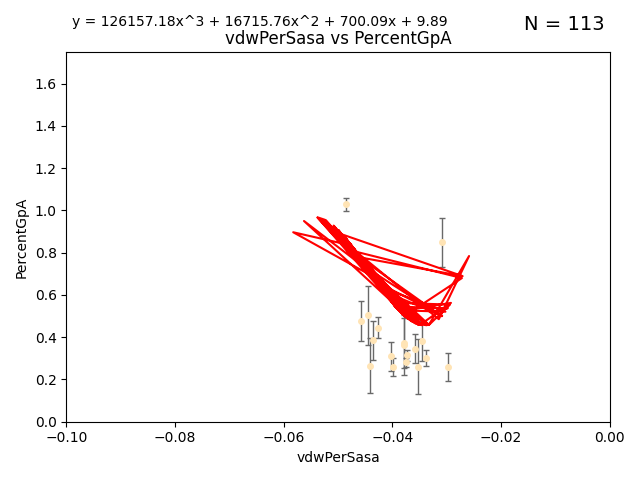 y = 126157.18x^3 + 16715.76x^2 + 700.09x + 9.89
N = 113
vdwPerSasa vs PercentGpA
1.6
1.4
1.2
1.0
0.8
0.6
0.4
0.2
0.0
PercentGpA
−0.10 −0.08 −0.06 −0.04 −0.02 0.00
vdwPerSasa